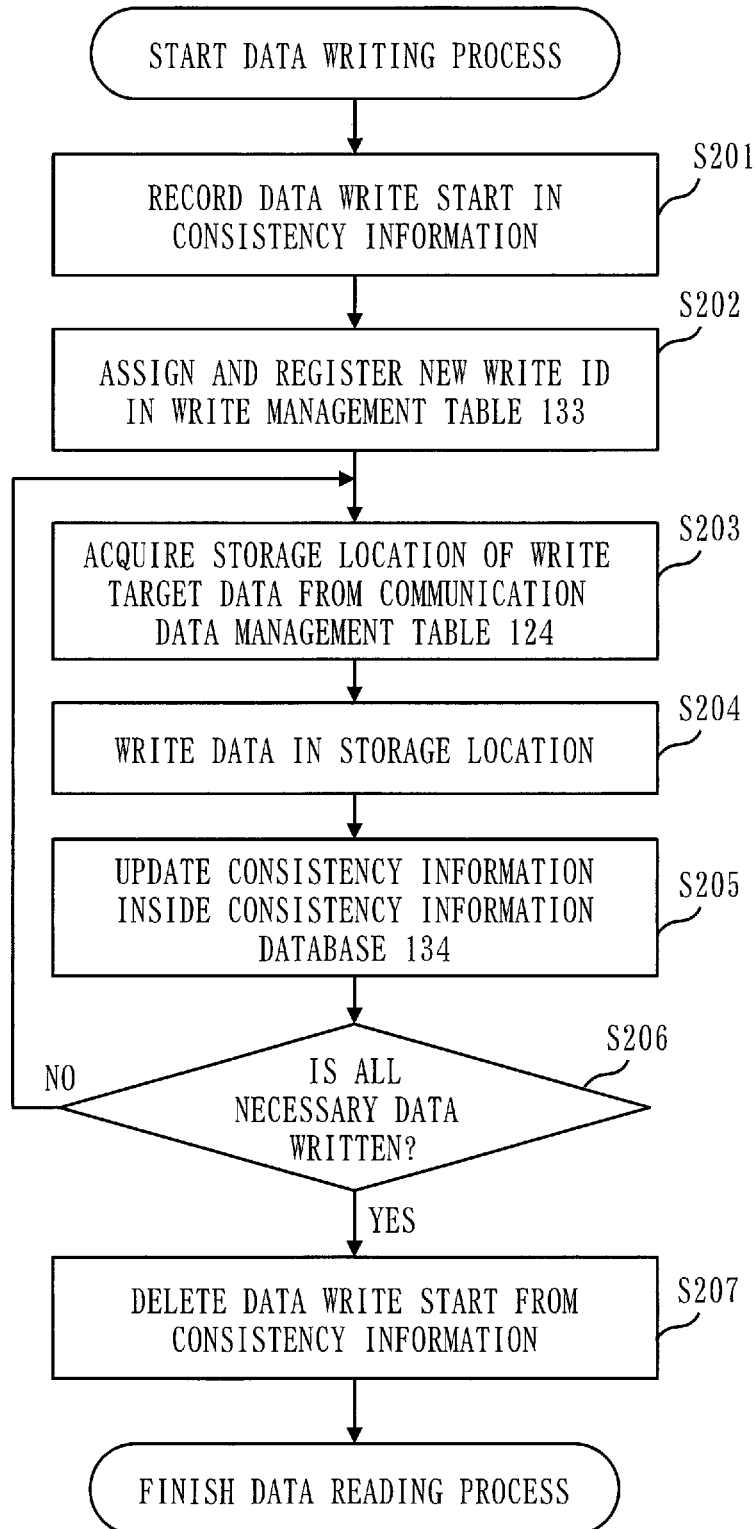 START DATA WRITING PROCESS
S201
RECORD DATA WRITE START IN
CONSISTENCY INFORMATION
S202
ASSIGN AND REGISTER NEW WRITE ID
IN WRITE MANAGEMENT TABLE 133
S203
ACQUIRE STORAGE LOCATION OF WRITE
TARGET DATA FROM COMMUNICATION
DATA MANAGEMENT TABLE 124
S204
WRITE DATA IN STORAGE LOCATION
S205
UPDATE CONSISTENCY INFORMATION
INSIDE CONSISTENCY INFORMATION
DATABASE 134
S206
NO
IS ALL
NECESSARY DATA
WRITTEN?
YES
S207
DELETE DATA WRITE START FROM
CONSISTENCY INFORMATION
FINISH DATA READING PROCESS